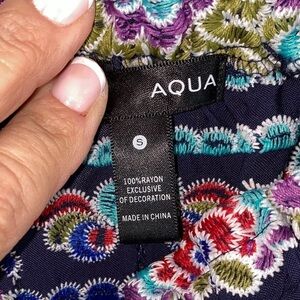 AQUA
S
100%RAYON
EXCLUSIVE
OF DECORATION
MADE IN CHINA